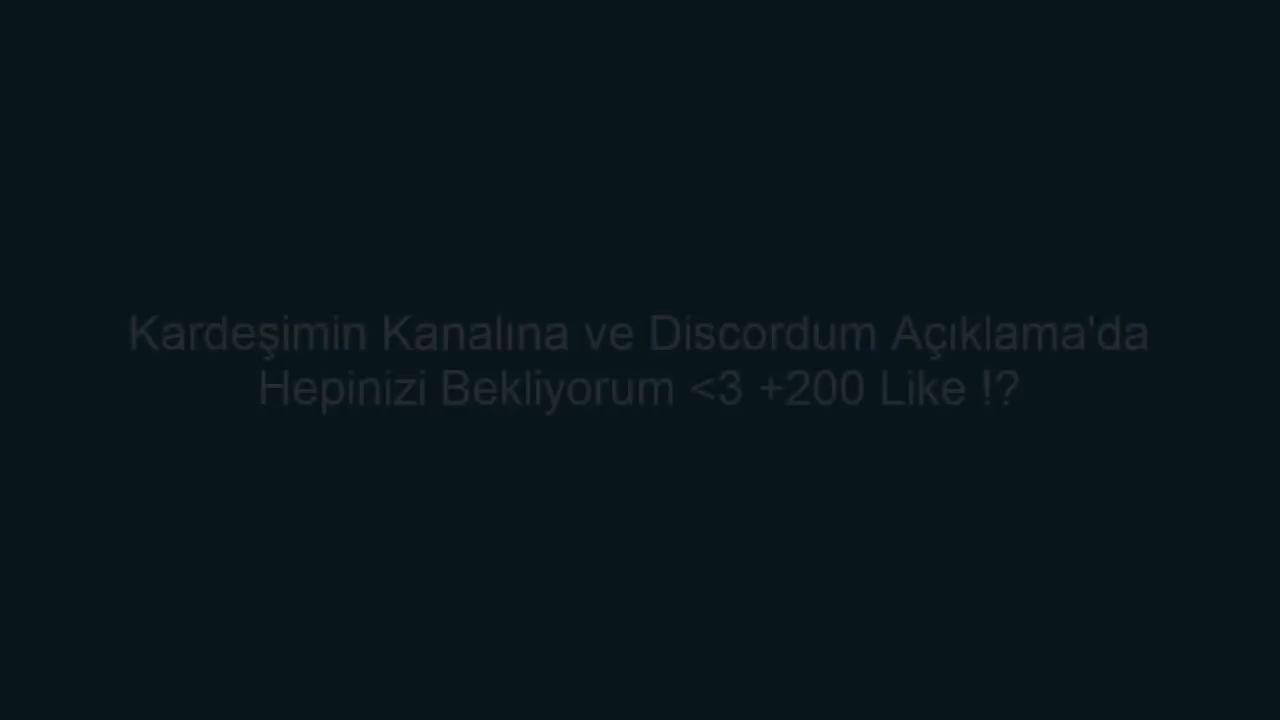 Kardeşimin Kanalına ve Discordum Açıklama'da
Hepinizi Bekliyorum <3 +200 Like !?